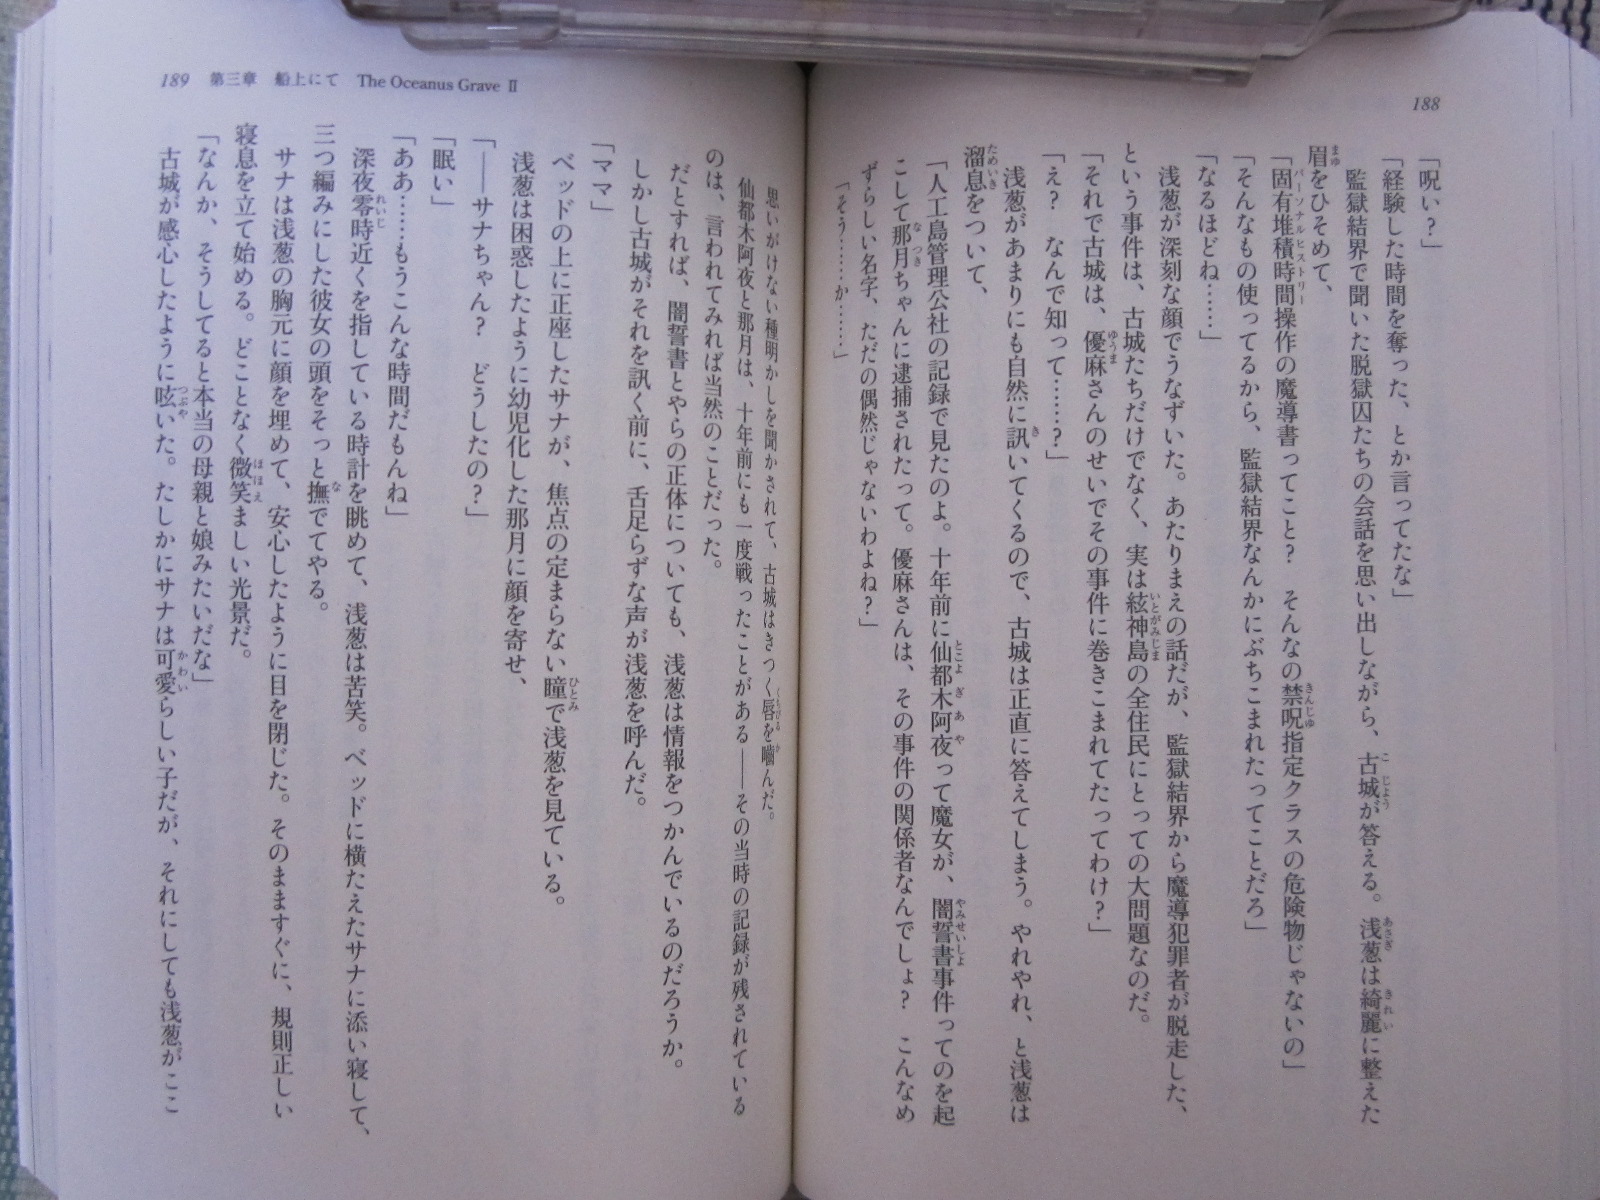 188
「呪い?」
「経験した時間を奪った、とか言ってたな」
監獄結界で聞いた脱獄囚たちの会話を思い出しながら、古城が答える。浅葱は綺麗に整えた
眉をひそめて、
「固有堆積時間操作の魔導書ってこと? そんなの禁呪指定クラスの危険物じゃないの」
「そんなもの使ってるから、監獄結界なんかにぶちこまれたってことだろ」
「なるほどね……」
浅葱が深刻な顔でうなずいた。あたりまえの話だが、監獄結界から魔導犯罪者が脱走した、
という事件は、古城たちだけでなく、実は絃神島の全住民にとっての大問題なのだ。
「それで古城は、優麻さんのせいでその事件に巻きこまれてたってわけ?」
「え? なんで知って……?」
浅葱があまりにも自然に訊いてくるので、古城は正直に答えてしまう。やれやれ、と浅葱は
溜息をついて、
「人工島管理公社の記録で見たのよ。十年前に仙都木阿夜って魔女が、闇誓書事件ってのを起
こして那月ちゃんに逮捕されたって。優麻さんは、その事件の関係者なんでしょ? こんなめ
ずらしい名字、ただの偶然じゃないわよね?」
「そう……か……」
189 第三章 船上にて The Oceanus Grave Ⅱ
思いがけない種明かしを聞かされて、古城はきつく唇を噛んだ。
仙都木阿夜と那月は、十年前にも一度戦ったことがある――その当時の記録が残されている
のは、言われてみれば当然のことだった。
だとすれば、闇誓書とやらの正体についても、浅葱は情報をつかんでいるのだろうか。
しかし古城がそれを訊く前に、舌足らずな声が浅葱を呼んだ。
「ママ」
ベッドの上に正座したサナが、焦点の定まらない瞳で浅葱を見ている。
浅葱は困惑したように幼児化した那月に顔を寄せ、
「――サナちゃん? どうしたの?」
「眠い」
「あ……もうこんな時間だもんね」
深夜零時近くを指している時計を眺めて、浅葱は苦笑。ベッドに横たえたサナに添い寝して、
三つ編みにした彼女の頭をそっと撫でてやる。
サナは浅葱の胸元に顔を埋めて、安心したように目を閉じた。そのまますぐに、規則正しい
寝息を立て始める。どことなく微笑ましい光景だ。
「なんか、そうしてると本当の母親と娘みたいだな」
古城が感心したように呟いた。たしかにサナは可愛らしい子だが、それにしても浅葱がここ